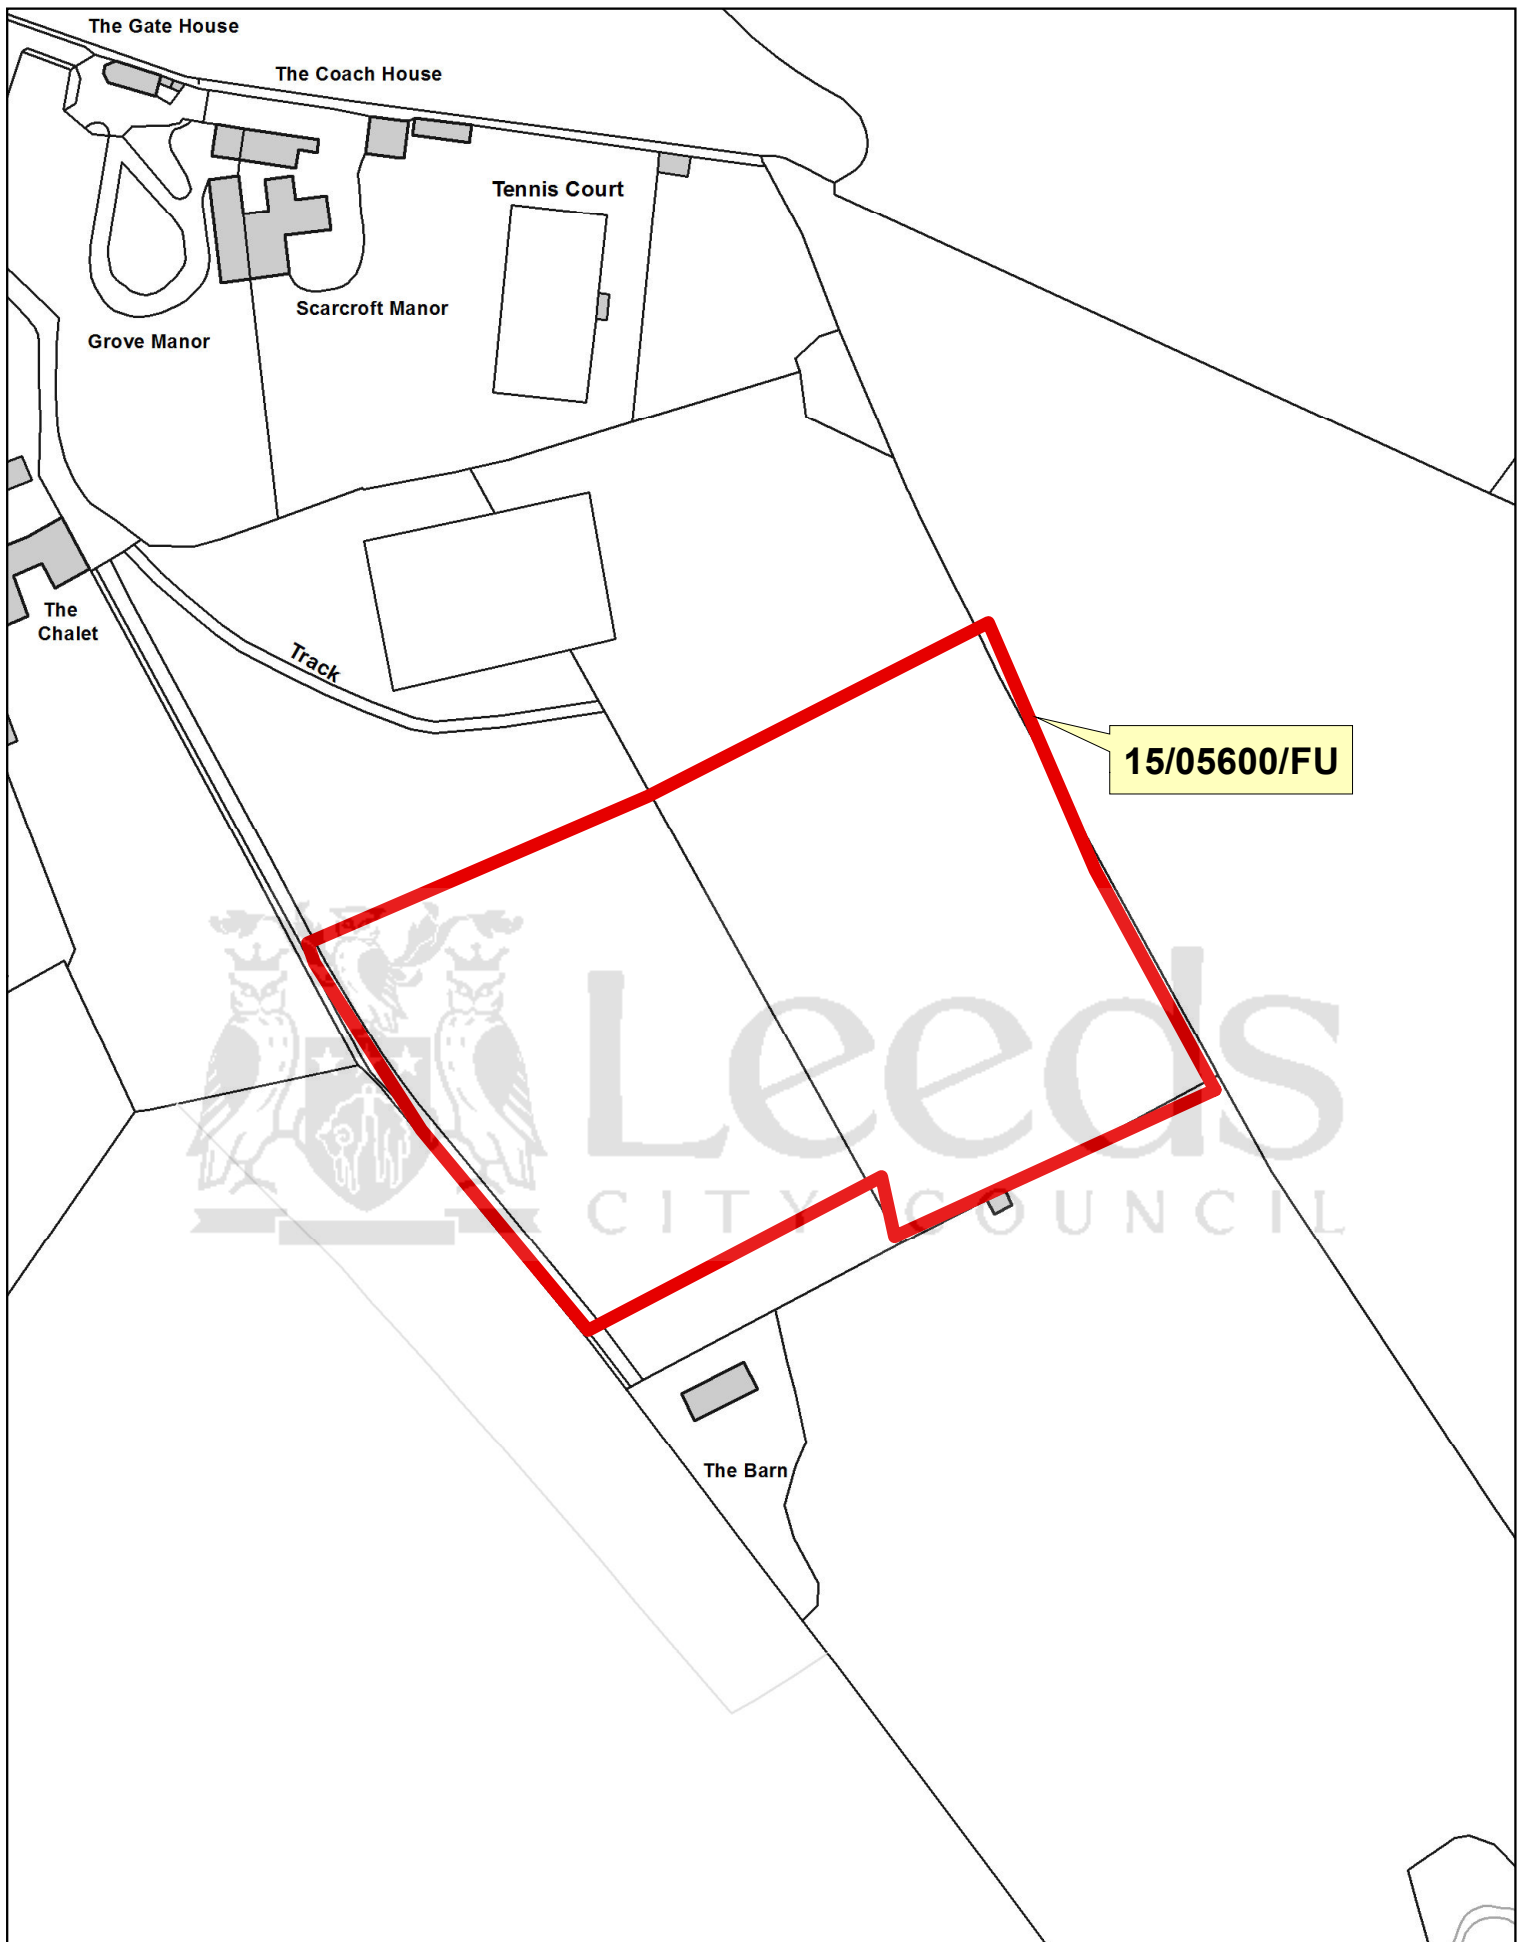 The Gate House
The Coach House
Tennis Court
Scarcroft Manor
Grove Manor
The
Chalet
Track
15/05600/FU
Leeds
CITY COUNCIL
The Barn